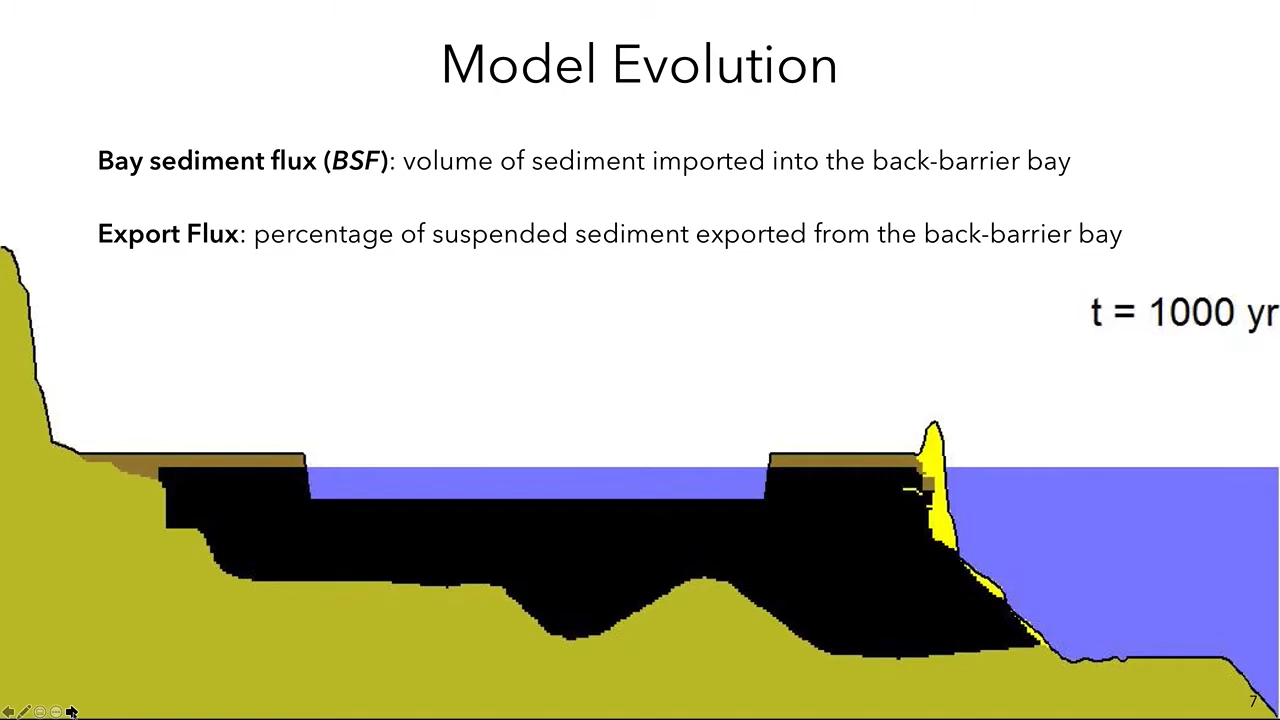 Model Evolution
Bay sediment flux (BSF): volume of sediment imported into the back-barrier bay
Export Flux: percentage of suspended sediment exported from the back-barrier bay
t = 1000 yr
7